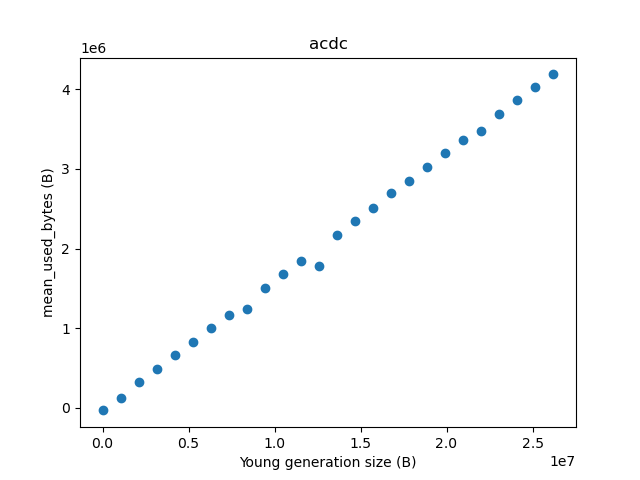 acdc
1e6
4
3
2
1
0
mean_used_bytes (B)
0.0 0.5 1.0 1.5 2.0 2.5
1e7
Young generation size (B)